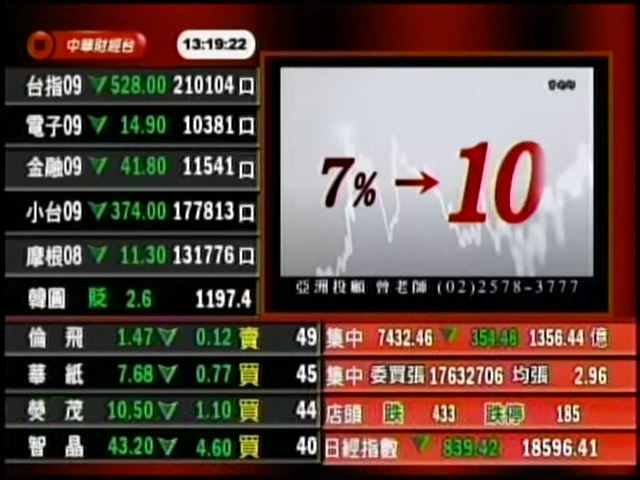 中華財經台 13:19:22
台指09 528.00 210104口
電子09 14.90 10381口
金融09 41.80 11541口
小台09 374.00 177813口
摩根08 11.30 131776口
韓圓 貶 2.6 1197.4
7% → 10
亞洲投顧 曾老師 (02)2578-3777
倫飛 1.47 0.12 賣 49
華紙 7.68 0.77 買 45
熒茂 10.50 1.10 買 44
智晶 43.20 4.60 買 40
集中 7432.46 354.46 1356.44 億
集中 委買張 17632706 均張 2.96
店頭 跌 433 跌停 185
日經指數 839.42 18596.41